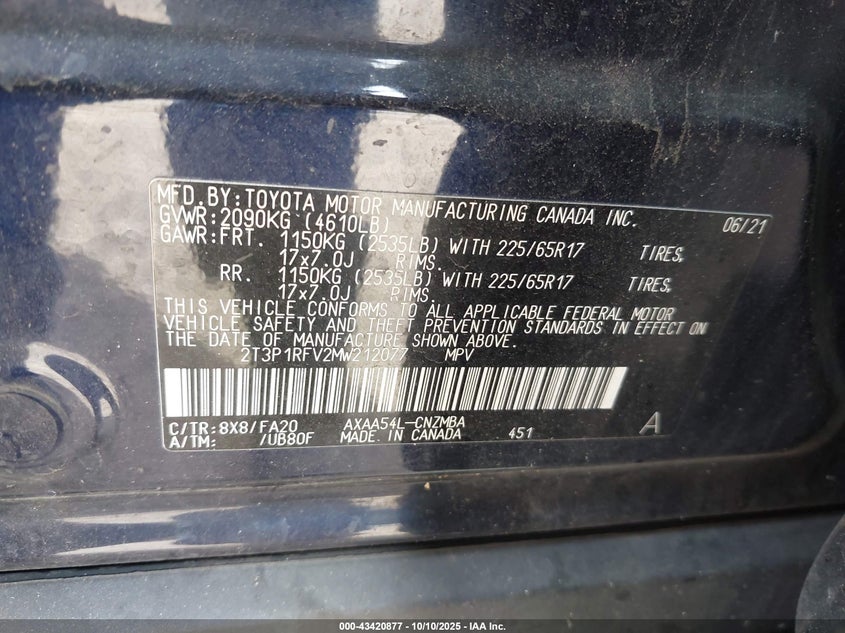 MFD.BY:TOYOTA MOTOR MANUFACTURING CANADA INC. 06/21
GVWR:2090KG (4610LB)
GAWR:FRT. 1150KG (2535LB) WITH 225/65R17 TIRES,
17x7.0J RIMS.
RR. 1150KG (2535LB) WITH 225/65R17 TIRES,
17x7.0J RIMS.
THIS VEHICLE CONFORMS TO ALL APPLICABLE FEDERAL MOTOR
VEHICLE SAFETY AND THEFT PREVENTION STANDARDS IN EFFECT ON
THE DATE OF MANUFACTURE SHOWN ABOVE.
2T3P1RFV2MW212077 MPV
C/TR:8X8/FA20 AXAA54L-CNZMBA A
A/TM: /UB80F MADE IN CANADA 451
000-43420877 - 10/10/2025 - IAA Inc.